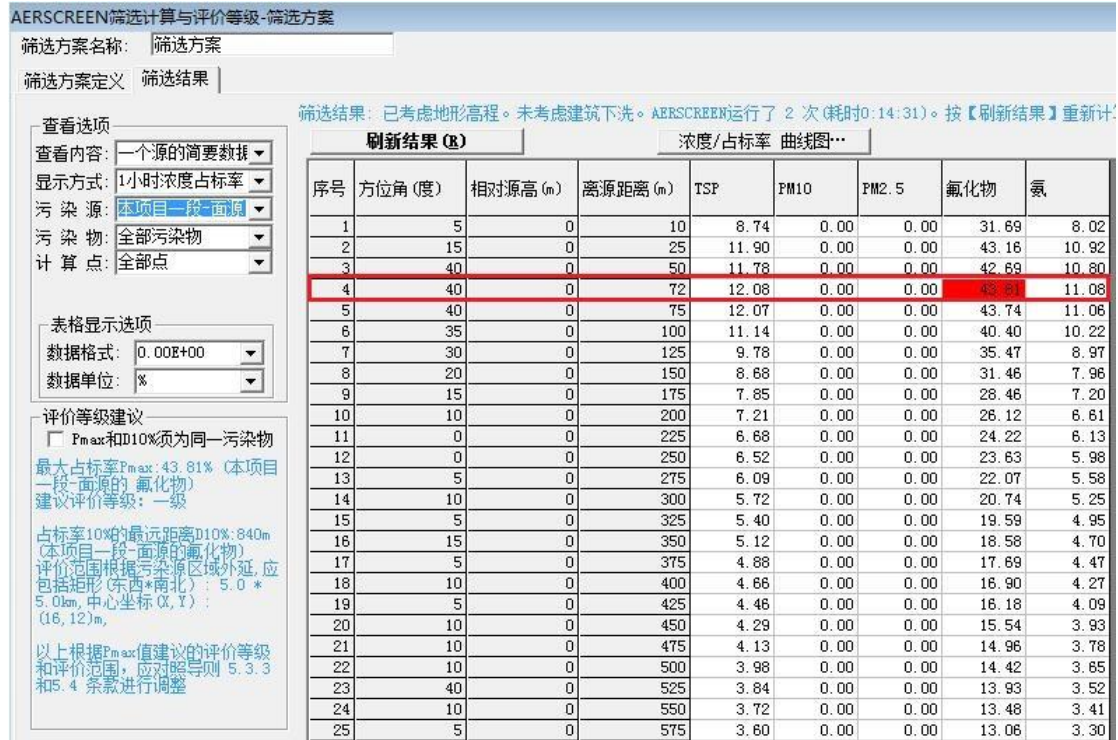 AERSCREEN筛选计算与评价等级-筛选方案
筛选方案名称: 筛选方案
筛选方案定义 筛选结果
筛选结果: 已考虑地形高程。未考虑建筑下洗。AERSCREEN运行了 2 次(耗时0:14:31)。按【刷新结果】重新计
刷新结果(R) 浓度/占标率 曲线图…
查看选项
查看内容: 一个源的简要数据
显示方式: 1小时浓度占标率
污 染 源: 本项目一段-面源
污 染 物: 全部污染物
计 算 点: 全部点
表格显示选项
数据格式: 0.00E+00
数据单位: %
评价等级建议
Pmax和D10%须为同一污染物
最大占标率Pmax:43.81% (本项目
一段-面源的 氟化物)
建议评价等级: 一级
占标率10%的最远距离D10%:840m
(本项目一段-面源的氟化物)
评价范围根据污染源区域外延,应
包括矩形(东西*南北): 5.0 *
5.0km,中心坐标(X,Y):
(16,12)m,
以上根据Pmax值建议的评价等级
和评价范围,应对照导则 5.3.3
和5.4 条款进行调整
序号 方位角(度) 相对源高(m) 离源距离(m) TSP PM10 PM2.5 氟化物 氨
1 5 0 10 8.74 0.00 0.00 31.69 8.02
2 15 0 25 11.90 0.00 0.00 43.16 10.92
3 40 0 50 11.78 0.00 0.00 42.69 10.80
4 40 0 72 12.08 0.00 0.00 43.81 11.08
5 40 0 75 12.07 0.00 0.00 43.74 11.06
6 35 0 100 11.14 0.00 0.00 40.40 10.22
7 30 0 125 9.78 0.00 0.00 35.47 8.97
8 20 0 150 8.68 0.00 0.00 31.46 7.96
9 15 0 175 7.85 0.00 0.00 28.46 7.20
10 10 0 200 7.21 0.00 0.00 26.12 6.61
11 0 0 225 6.68 0.00 0.00 24.22 6.13
12 0 0 250 6.52 0.00 0.00 23.63 5.98
13 5 0 275 6.09 0.00 0.00 22.07 5.58
14 10 0 300 5.72 0.00 0.00 20.74 5.25
15 5 0 325 5.40 0.00 0.00 19.59 4.95
16 15 0 350 5.12 0.00 0.00 18.58 4.70
17 5 0 375 4.88 0.00 0.00 17.69 4.47
18 10 0 400 4.66 0.00 0.00 16.90 4.27
19 5 0 425 4.46 0.00 0.00 16.18 4.09
20 10 0 450 4.29 0.00 0.00 15.54 3.93
21 10 0 475 4.13 0.00 0.00 14.96 3.78
22 10 0 500 3.98 0.00 0.00 14.42 3.65
23 40 0 525 3.84 0.00 0.00 13.93 3.52
24 10 0 550 3.72 0.00 0.00 13.48 3.41
25 5 0 575 3.60 0.00 0.00 13.06 3.30